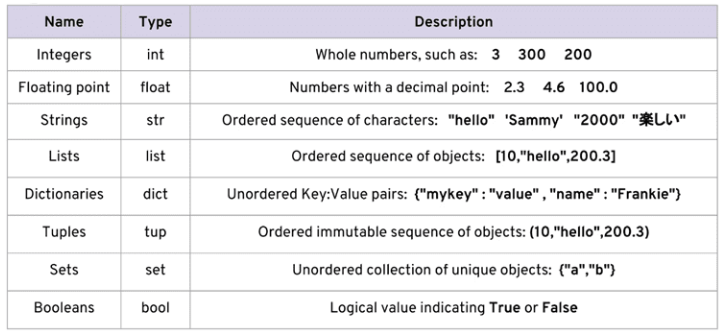 Name Type Description
Integers int Whole numbers, such as: 3 300 200
Floating point float Numbers with a decimal point: 2.3 4.6 100.0
Strings str Ordered sequence of characters: "hello" 'Sammy' "2000" "楽しい"
Lists list Ordered sequence of objects: [10,"hello",200.3]
Dictionaries dict Unordered Key:Value pairs: {"mykey" : "value" , "name" : "Frankie"}
Tuples tup Ordered immutable sequence of objects: (10,"hello",200.3)
Sets set Unordered collection of unique objects: {"a","b"}
Booleans bool Logical value indicating True or False